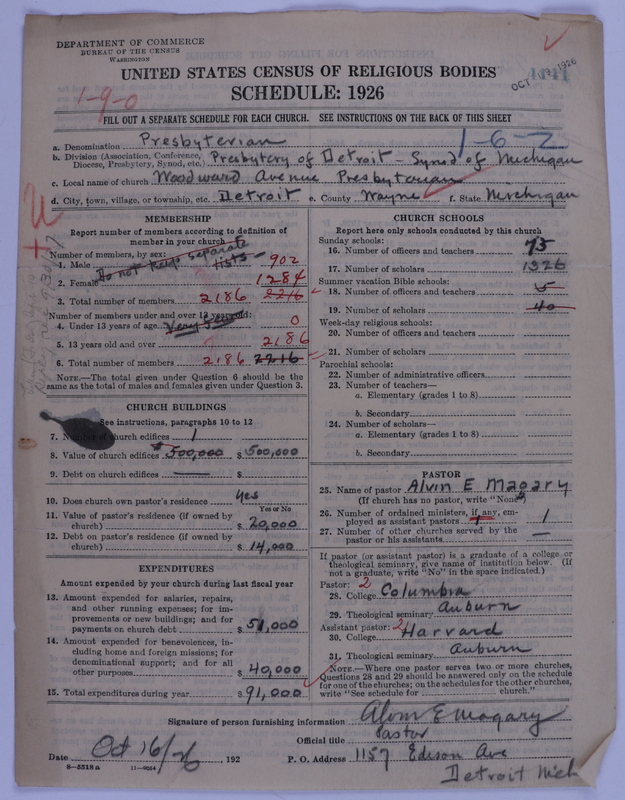 DEPARTMENT OF COMMERCE
BUREAU OF THE CENSUS
WASHINGTON
OCT 1926
UNITED STATES CENSUS OF RELIGIOUS BODIES
SCHEDULE: 1926
1-9-0
FILL OUT A SEPARATE SCHEDULE FOR EACH CHURCH. SEE INSTRUCTIONS ON THE BACK OF THIS SHEET
1-6-2
a. Denomination Presbyterian
b. Division (Association, Conference, Diocese, Presbytery, Synod, etc.) Presbytery of Detroit - Synod of Michigan
c. Local name of church Woodward Avenue Presbyterian
d. City, town, village, or township, etc. Detroit e. County Wayne f. State Michigan
MEMBERSHIP
Report number of members according to definition of
member in your church
Number of members, by sex:
Do not keep separate lists
1. Male 902
2. Female 1284
3. Total number of members 2186 2216
Number of members under and over 13 years old:
4. Under 13 years of age Very few 0
5. 13 years old and over 2186
6. Total number of members 2186 2216
NOTE.—The total given under Question 6 should be
the same as the total of males and females given under Question 3.
CHURCH BUILDINGS
See instructions, paragraphs 10 to 12
7. Number of church edifices 1
8. Value of church edifices $500,000 $500,000
9. Debt on church edifices — $
10. Does church own pastor's residence Yes
Yes or No
11. Value of pastor's residence (if owned by
church) $20,000
12. Debt on pastor's residence (if owned by
church) $14,000
EXPENDITURES
Amount expended by your church during last fiscal year
13. Amount expended for salaries, repairs,
and other running expenses; for im-
provements or new buildings; and for
payments on church debt $51,000
14. Amount expended for benevolences, in-
cluding home and foreign missions; for
denominational support; and for all
other purposes $40,000
15. Total expenditures during year $91,000
CHURCH SCHOOLS
Report here only schools conducted by this church
Sunday schools:
16. Number of officers and teachers 75
17. Number of scholars 1326
Summer vacation Bible schools:
18. Number of officers and teachers 5
19. Number of scholars 40
Week-day religious schools:
20. Number of officers and teachers
21. Number of scholars
Parochial schools:
22. Number of administrative officers
23. Number of teachers—
a. Elementary (grades 1 to 8)
b. Secondary
24. Number of scholars—
a. Elementary (grades 1 to 8)
b. Secondary
PASTOR
25. Name of pastor Alvin E Magary
(If church has no pastor, write "None")
26. Number of ordained ministers, if any, em-
ployed as assistant pastors 1 1
27. Number of other churches served by the
pastor or his assistants —
If pastor (or assistant pastor) is a graduate of a college or
theological seminary, give name of institution below. (If
not a graduate, write "No" in the space indicated.)
Pastor: 2
28. College Columbia
29. Theological seminary Auburn
Assistant pastor: 2
30. College Harvard
31. Theological seminary Auburn
NOTE.—Where one pastor serves two or more churches,
Questions 28 and 29 should be answered only on the schedule
for one of the churches; on the schedules for the other churches,
write "See schedule for church."
Signature of person furnishing information Alvin E Magary
Official title Pastor
Date Oct 16/26 192 P. O. Address 1157 Edison Ave
Detroit Mich
8-5518a 11-9064